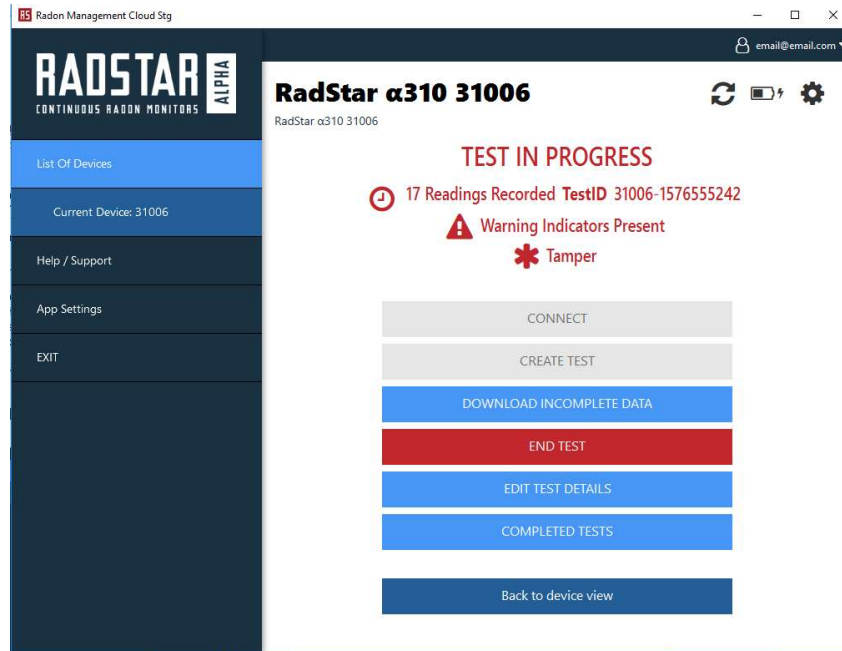 RS Radon Management Cloud Stg
email@email.com
RADSTAR ALPHA
CONTINUOUS RADON MONITORS
RadStar α310 31006
RadStar α310 31006
List Of Devices
Current Device: 31006
Help / Support
App Settings
EXIT
TEST IN PROGRESS
17 Readings Recorded TestID 31006-1576555242
Warning Indicators Present
Tamper
CONNECT
CREATE TEST
DOWNLOAD INCOMPLETE DATA
END TEST
EDIT TEST DETAILS
COMPLETED TESTS
Back to device view